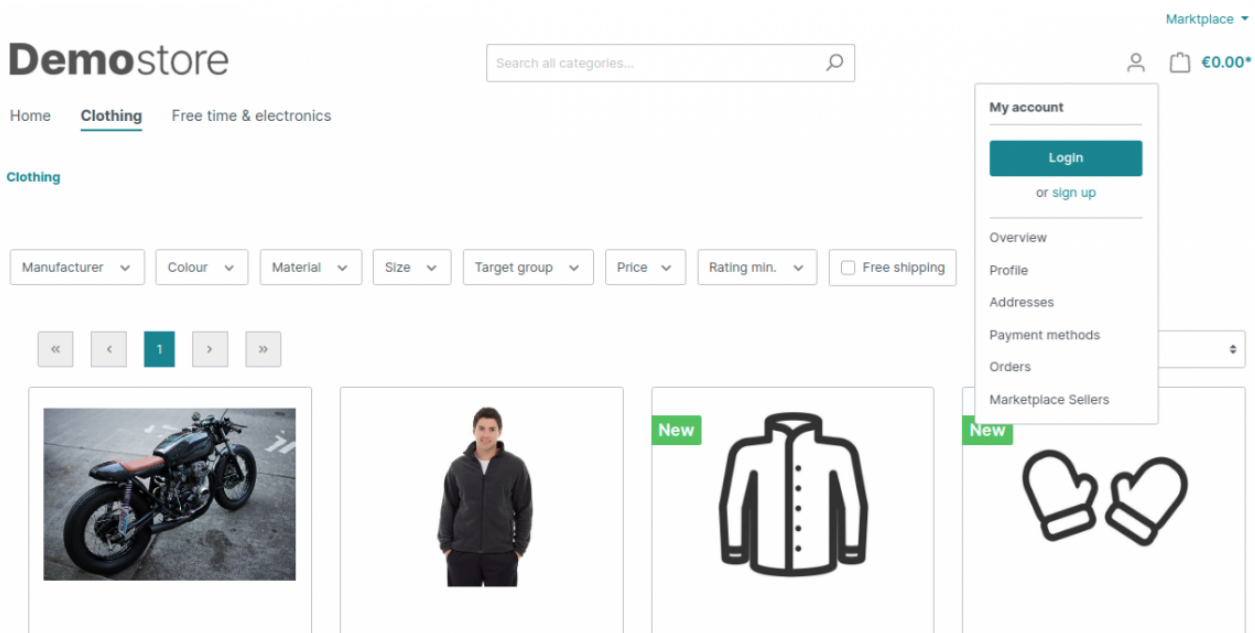 Marktplace
Demostore
Search all categories...
€0.00*
Home Clothing Free time & electronics
My account
Login
or sign up
Clothing
Overview
Profile
Addresses
Payment methods
Orders
Marketplace Sellers
Manufacturer Colour Material Size Target group Price Rating min. Free shipping
« ‹ 1 › »
New
New